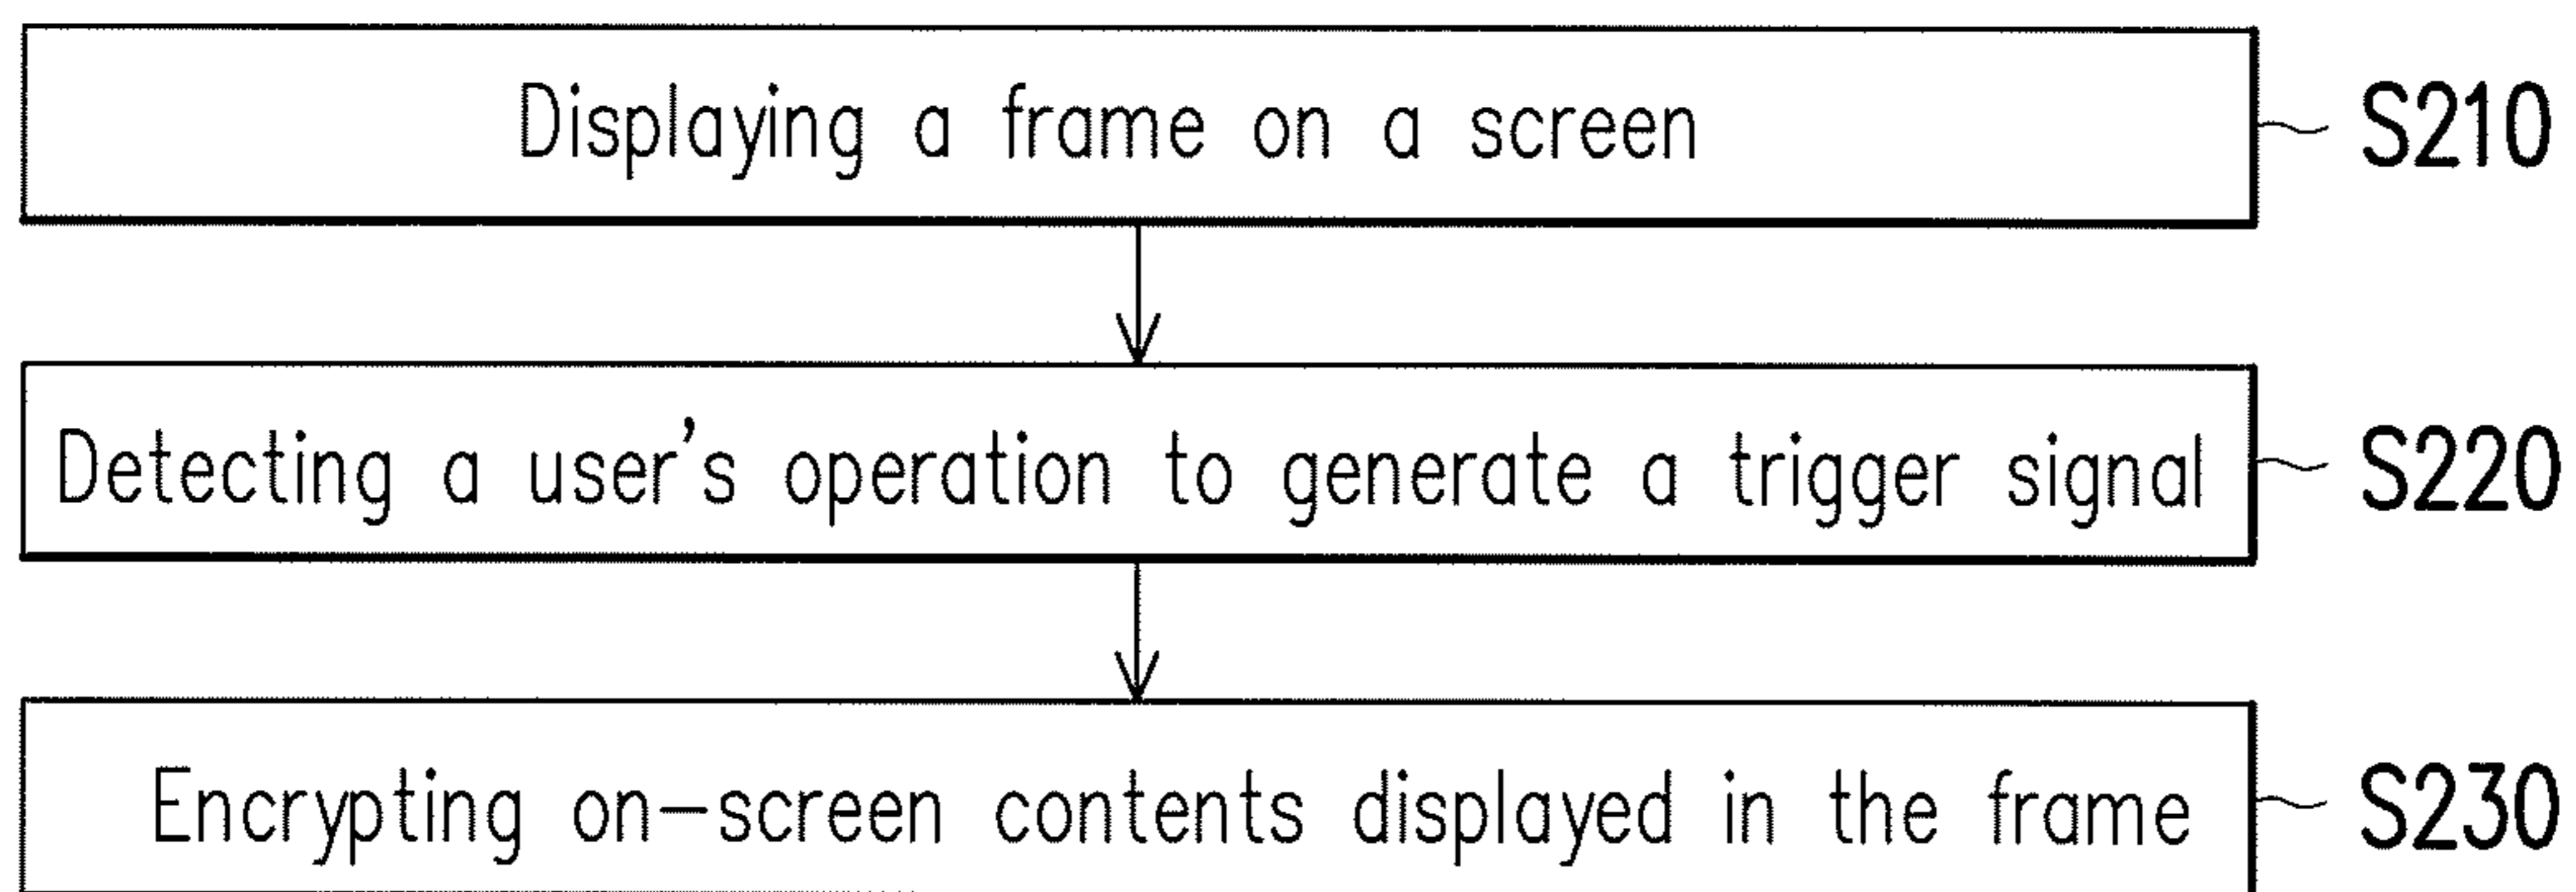 Displaying a frame on a screen S210
Detecting a user's operation to generate a trigger signal S220
Encrypting on-screen contents displayed in the frame S230